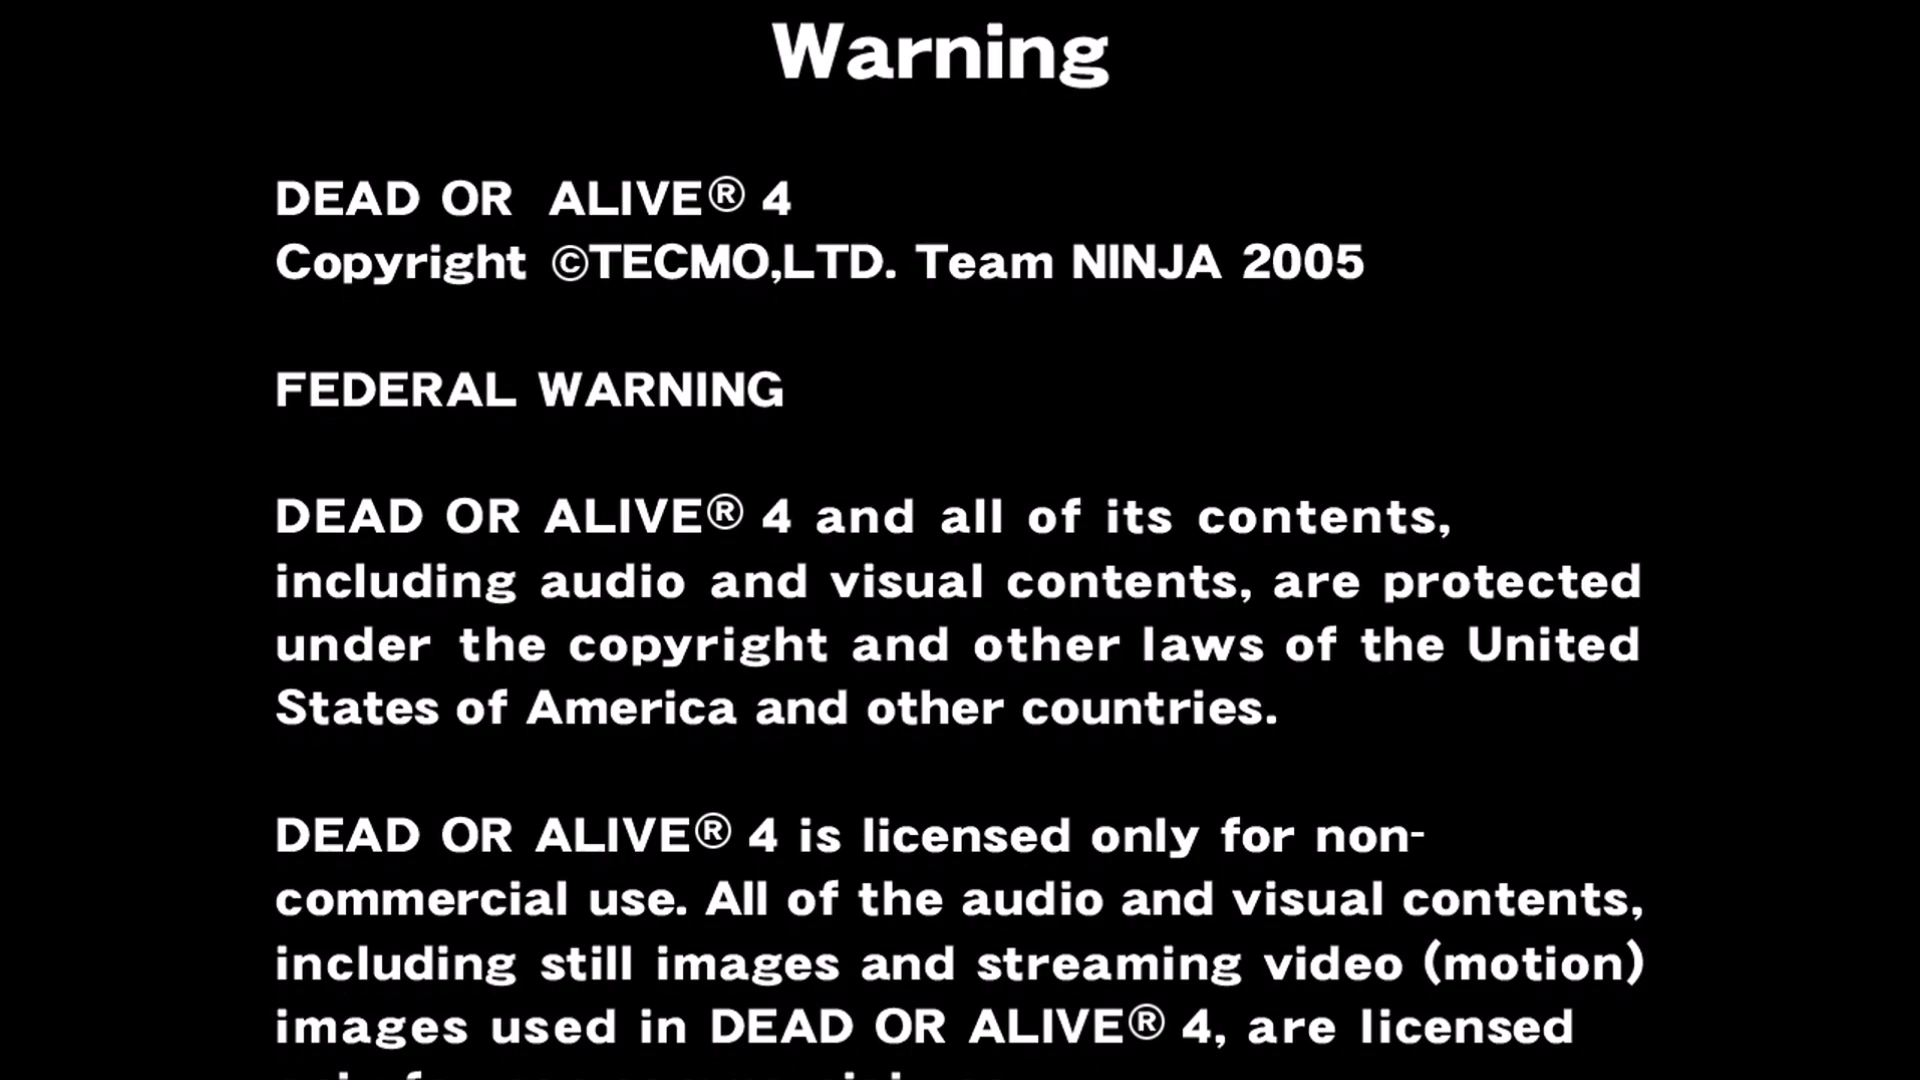 Warning
DEAD OR ALIVE® 4
Copyright ©TECMO,LTD. Team NINJA 2005
FEDERAL WARNING
DEAD OR ALIVE® 4 and all of its contents,
including audio and visual contents, are protected
under the copyright and other laws of the United
States of America and other countries.
DEAD OR ALIVE® 4 is licensed only for non-
commercial use. All of the audio and visual contents,
including still images and streaming video (motion)
images used in DEAD OR ALIVE® 4, are licensed